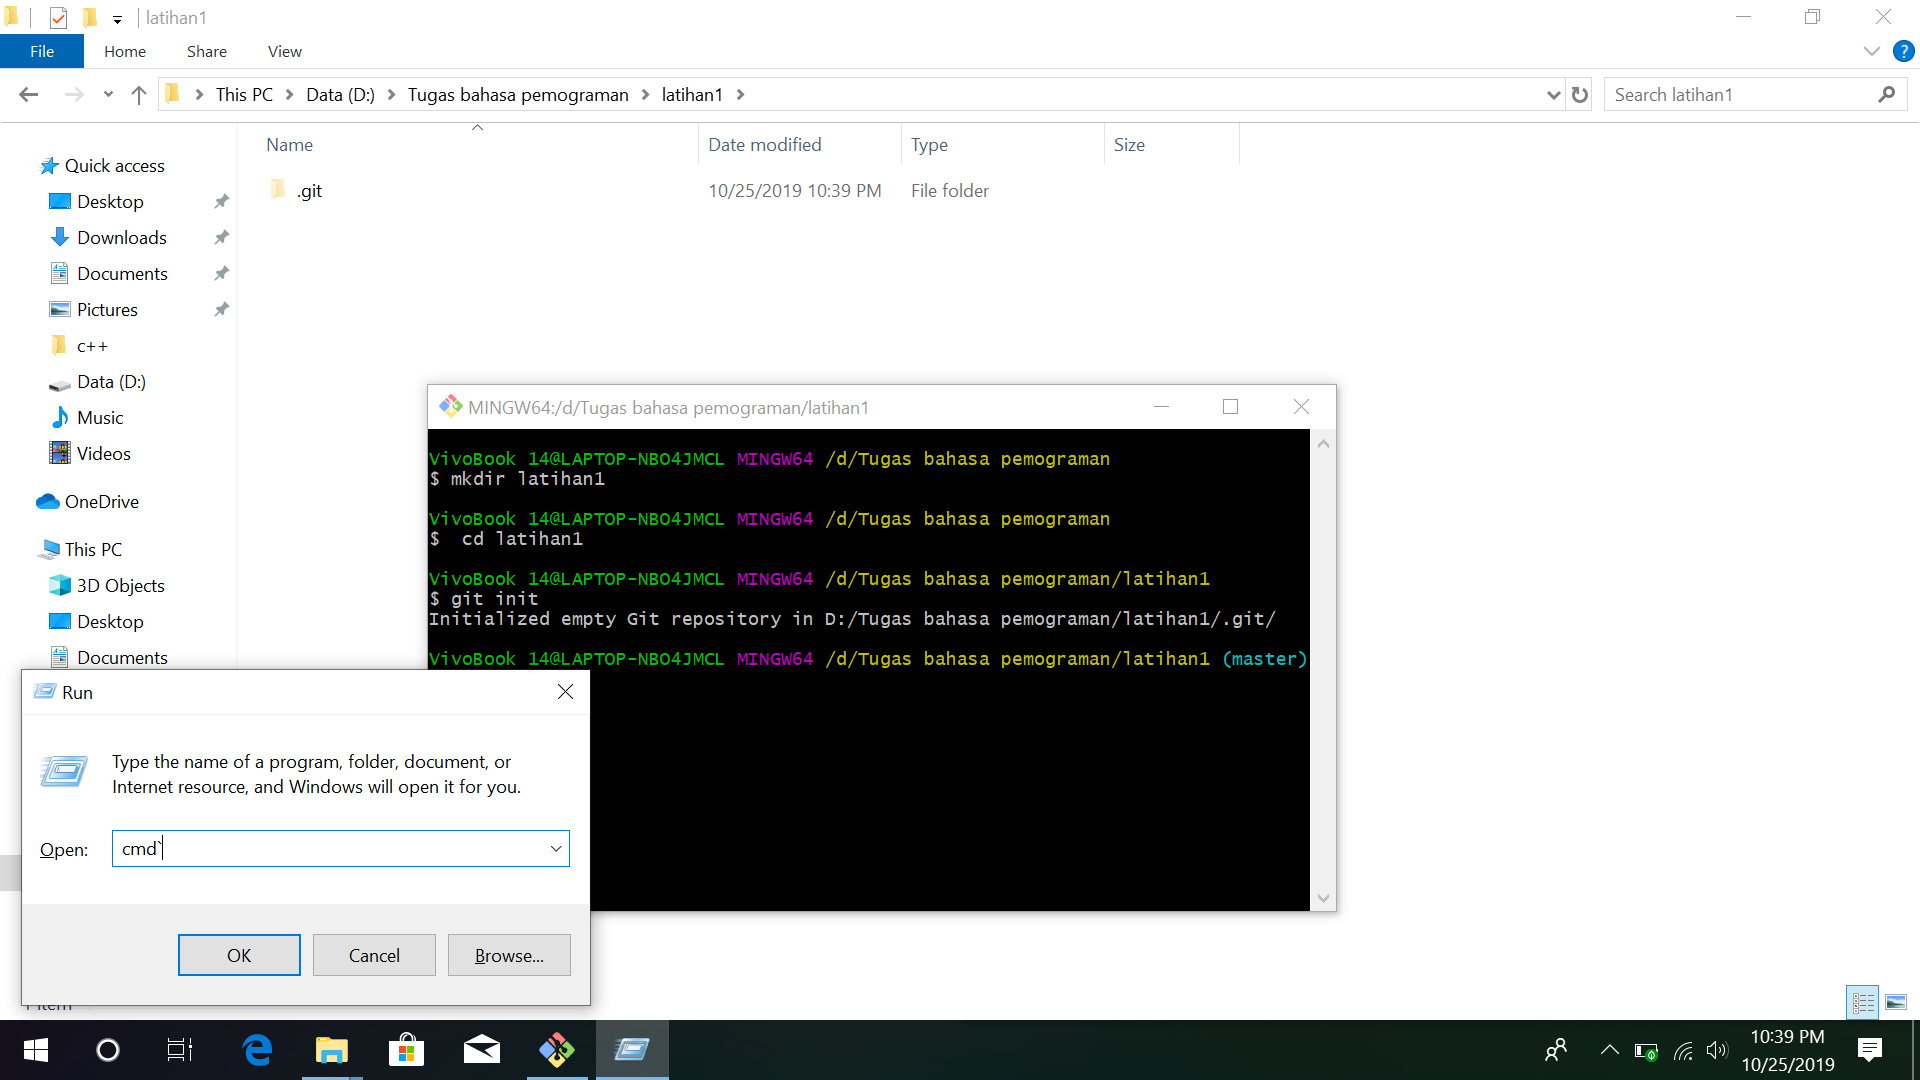 latihan1
File Home Share View
This PC Data (D:) Tugas bahasa pemograman latihan1
Search latihan1
Name Date modified Type Size
.git 10/25/2019 10:39 PM File folder
Quick access
Desktop
Downloads
Documents
Pictures
c++
Data (D:)
Music
Videos
OneDrive
This PC
3D Objects
Desktop
Documents
MINGW64:/d/Tugas bahasa pemograman/latihan1
VivoBook 14@LAPTOP-NBO4JMCL MINGW64 /d/Tugas bahasa pemograman
$ mkdir latihan1
VivoBook 14@LAPTOP-NBO4JMCL MINGW64 /d/Tugas bahasa pemograman
$  cd latihan1
VivoBook 14@LAPTOP-NBO4JMCL MINGW64 /d/Tugas bahasa pemograman/latihan1
$ git init
Initialized empty Git repository in D:/Tugas bahasa pemograman/latihan1/.git/
VivoBook 14@LAPTOP-NBO4JMCL MINGW64 /d/Tugas bahasa pemograman/latihan1 (master)
Run
Type the name of a program, folder, document, or
Internet resource, and Windows will open it for you.
Open: cmd`
OK Cancel Browse...
1 item
10:39 PM
10/25/2019